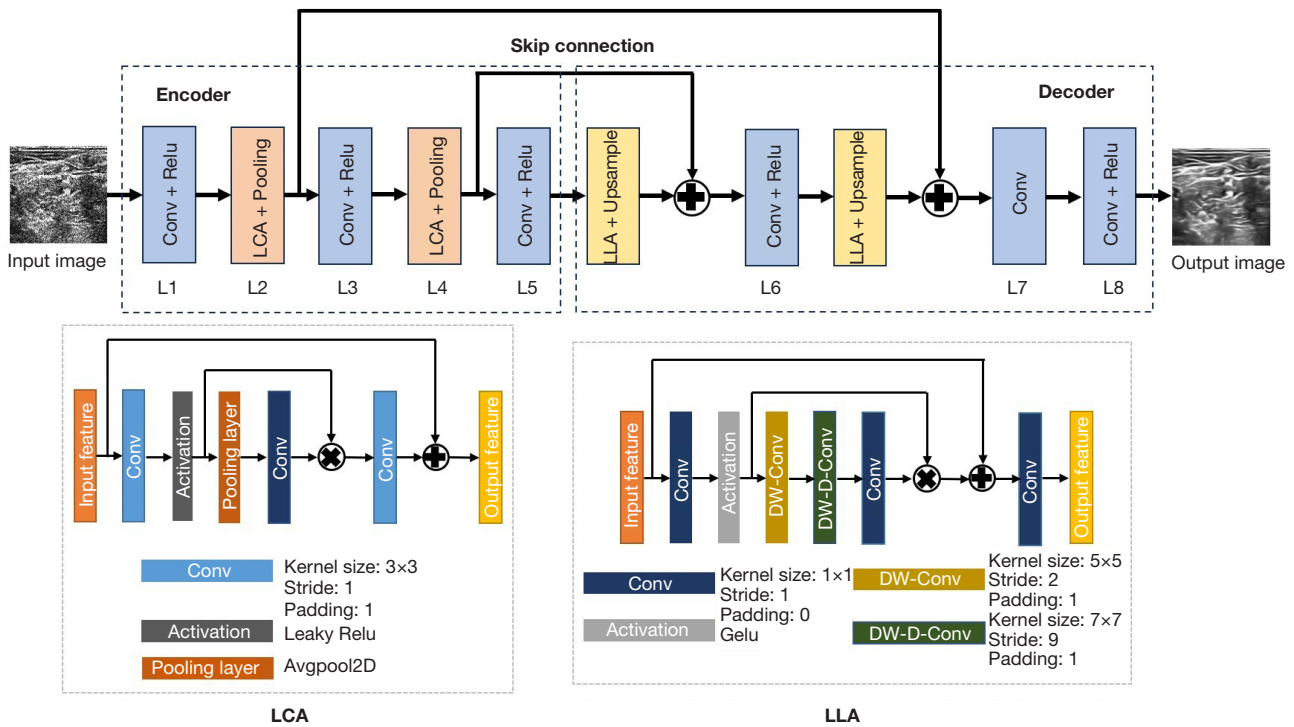 Skip connection
Encoder
Decoder
Conv + Relu
LCA + Pooling
Conv + Relu
LCA + Pooling
Conv + Relu
LLA + Upsample
Conv + Relu
LLA + Upsample
Conv
Conv + Relu
Input image
Output image
L1
L2
L3
L4
L5
L6
L7
L8
Input feature
Conv
Activation
Pooling layer
Conv
Conv
Output feature
Conv
Kernel size: 3×3
Stride: 1
Padding: 1
Activation
Leaky Relu
Pooling layer
Avgpool2D
LCA
Input feature
Conv
Activation
DW-Conv
DW-D-Conv
Conv
Conv
Output feature
Conv
Kernel size: 1×1
Stride: 1
Padding: 0
Activation
Gelu
DW-Conv
Kernel size: 5×5
Stride: 2
Padding: 1
DW-D-Conv
Kernel size: 7×7
Stride: 9
Padding: 1
LLA